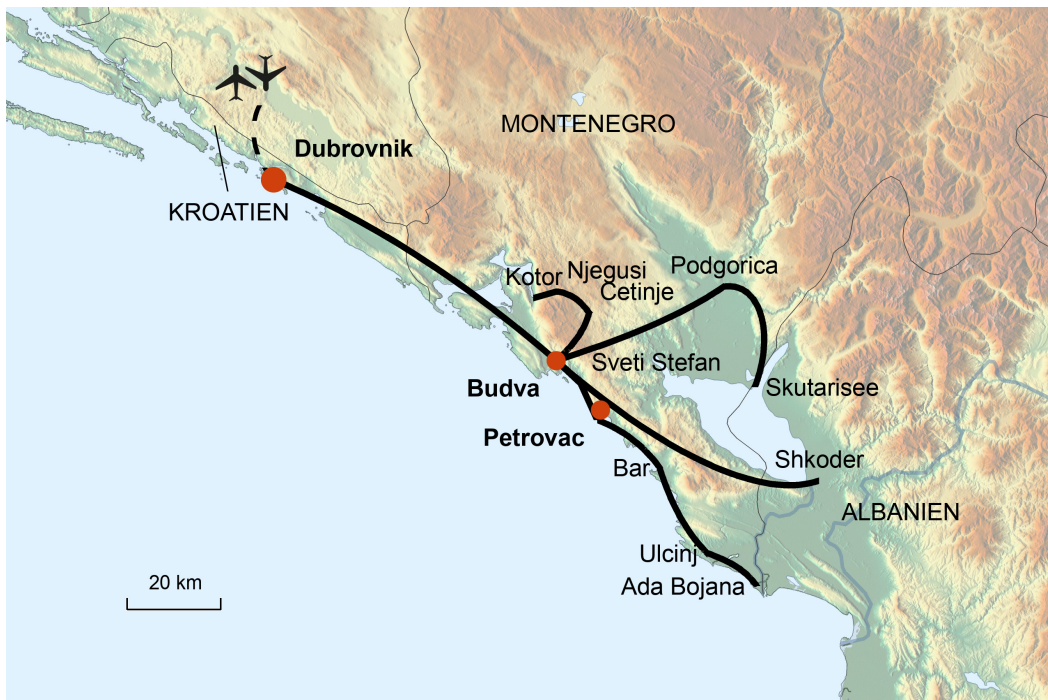 MONTENEGRO
Dubrovnik
KROATIEN
Kotor
Njegusi
Cetinje
Podgorica
Sveti Stefan
Budva
Skutarisee
Petrovac
Bar
Shkoder
ALBANIEN
Ulcinj
Ada Bojana
20 km